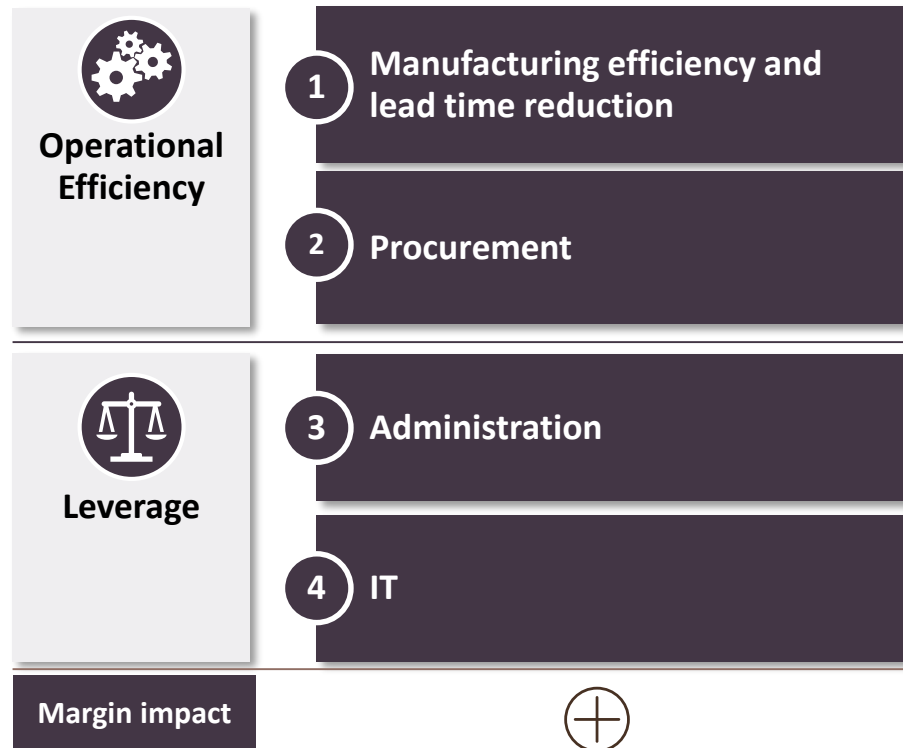 Operational
Efficiency
1
Manufacturing efficiency and
lead time reduction
2
Procurement
Leverage
3
Administration
4
IT
Margin impact